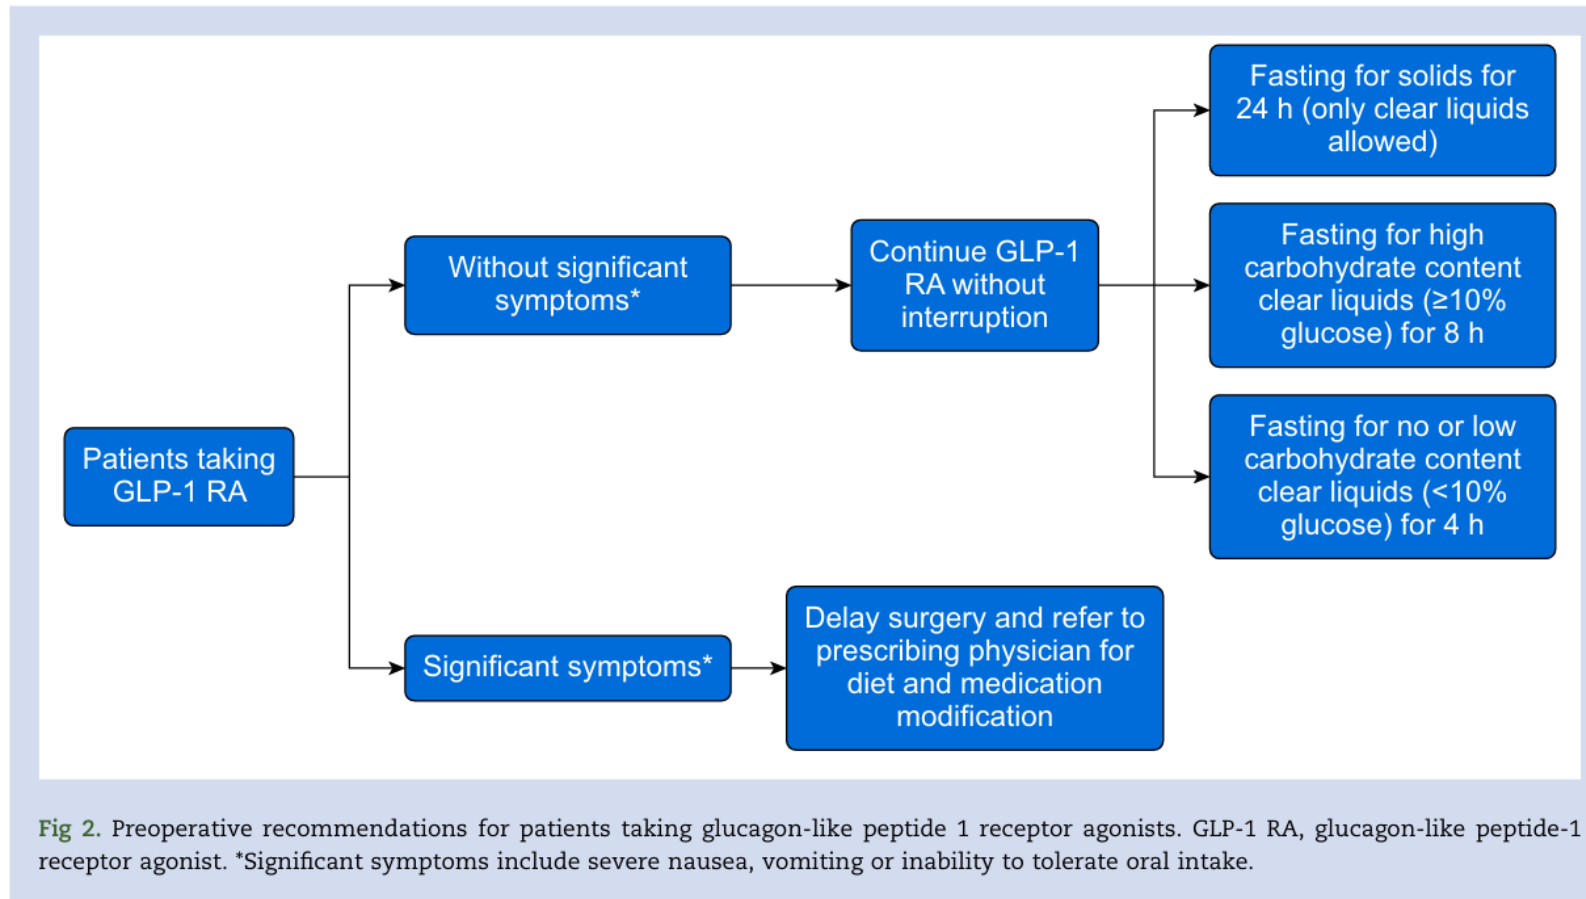 Fasting for solids for
24 h (only clear liquids
allowed)
Without significant
symptoms*
Continue GLP-1
RA without
interruption
Fasting for high
carbohydrate content
clear liquids (≥10%
glucose) for 8 h
Patients taking
GLP-1 RA
Fasting for no or low
carbohydrate content
clear liquids (<10%
glucose) for 4 h
Significant symptoms*
Delay surgery and refer to
prescribing physician for
diet and medication
modification
Fig 2. Preoperative recommendations for patients taking glucagon-like peptide 1 receptor agonists. GLP-1 RA, glucagon-like peptide-1
receptor agonist. *Significant symptoms include severe nausea, vomiting or inability to tolerate oral intake.